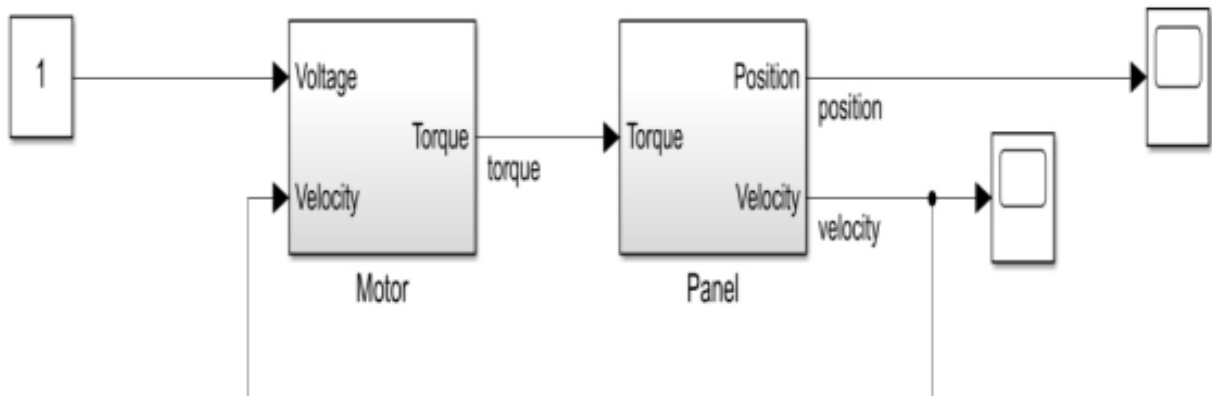 1
Voltage
Velocity
Torque
Motor
torque
Torque
Position
Velocity
Panel
position
velocity